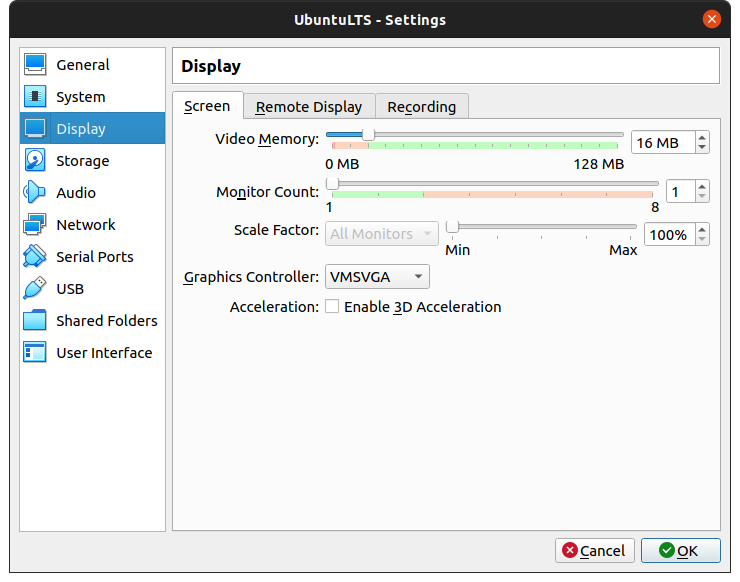 UbuntuLTS - Settings
General
System
Display
Storage
Audio
Network
Serial Ports
USB
Shared Folders
User Interface
Display
Screen Remote Display Recording
Video Memory: 16 MB
0 MB 128 MB
Monitor Count: 1
1 8
Scale Factor: All Monitors 100%
Min Max
Graphics Controller: VMSVGA
Acceleration: Enable 3D Acceleration
Cancel OK